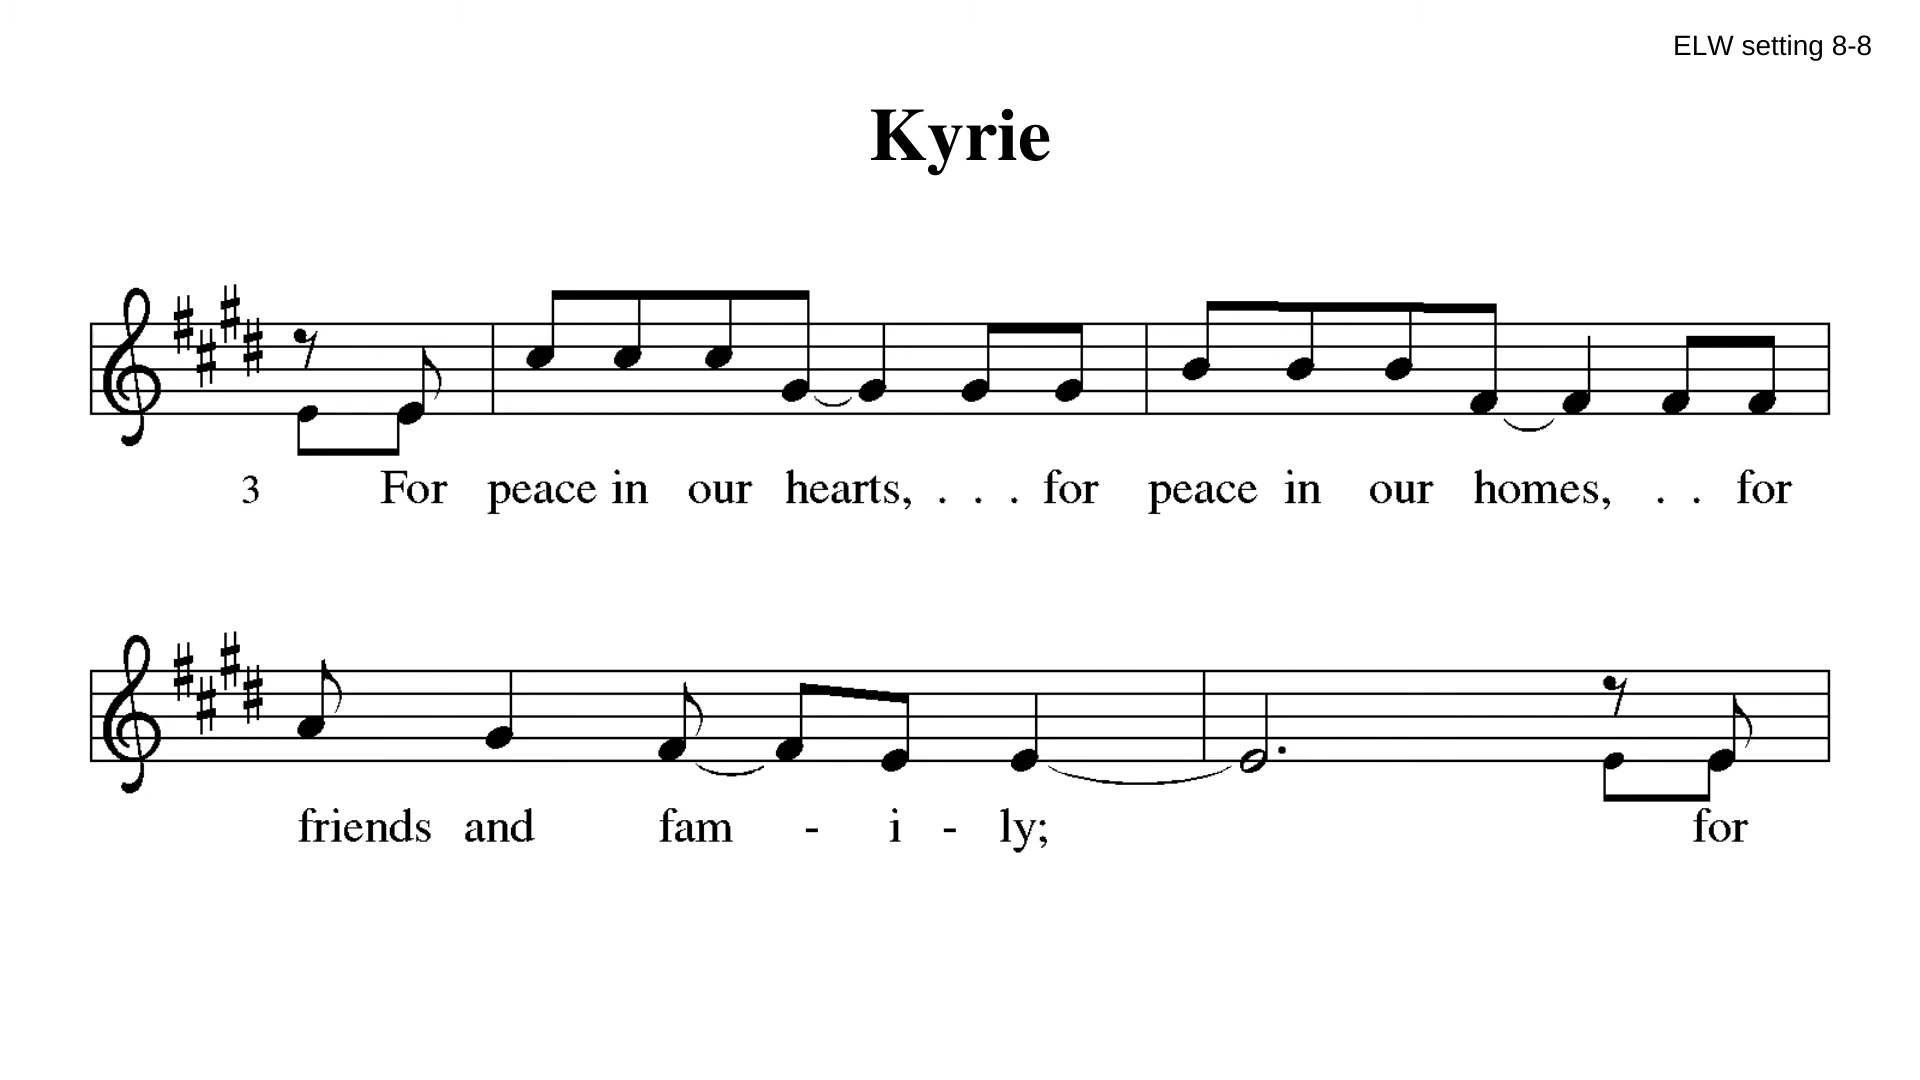 ELW setting 8-8
Kyrie
3 For peace in our hearts, . . . for peace in our homes, . . for
friends and fam - i - ly; for